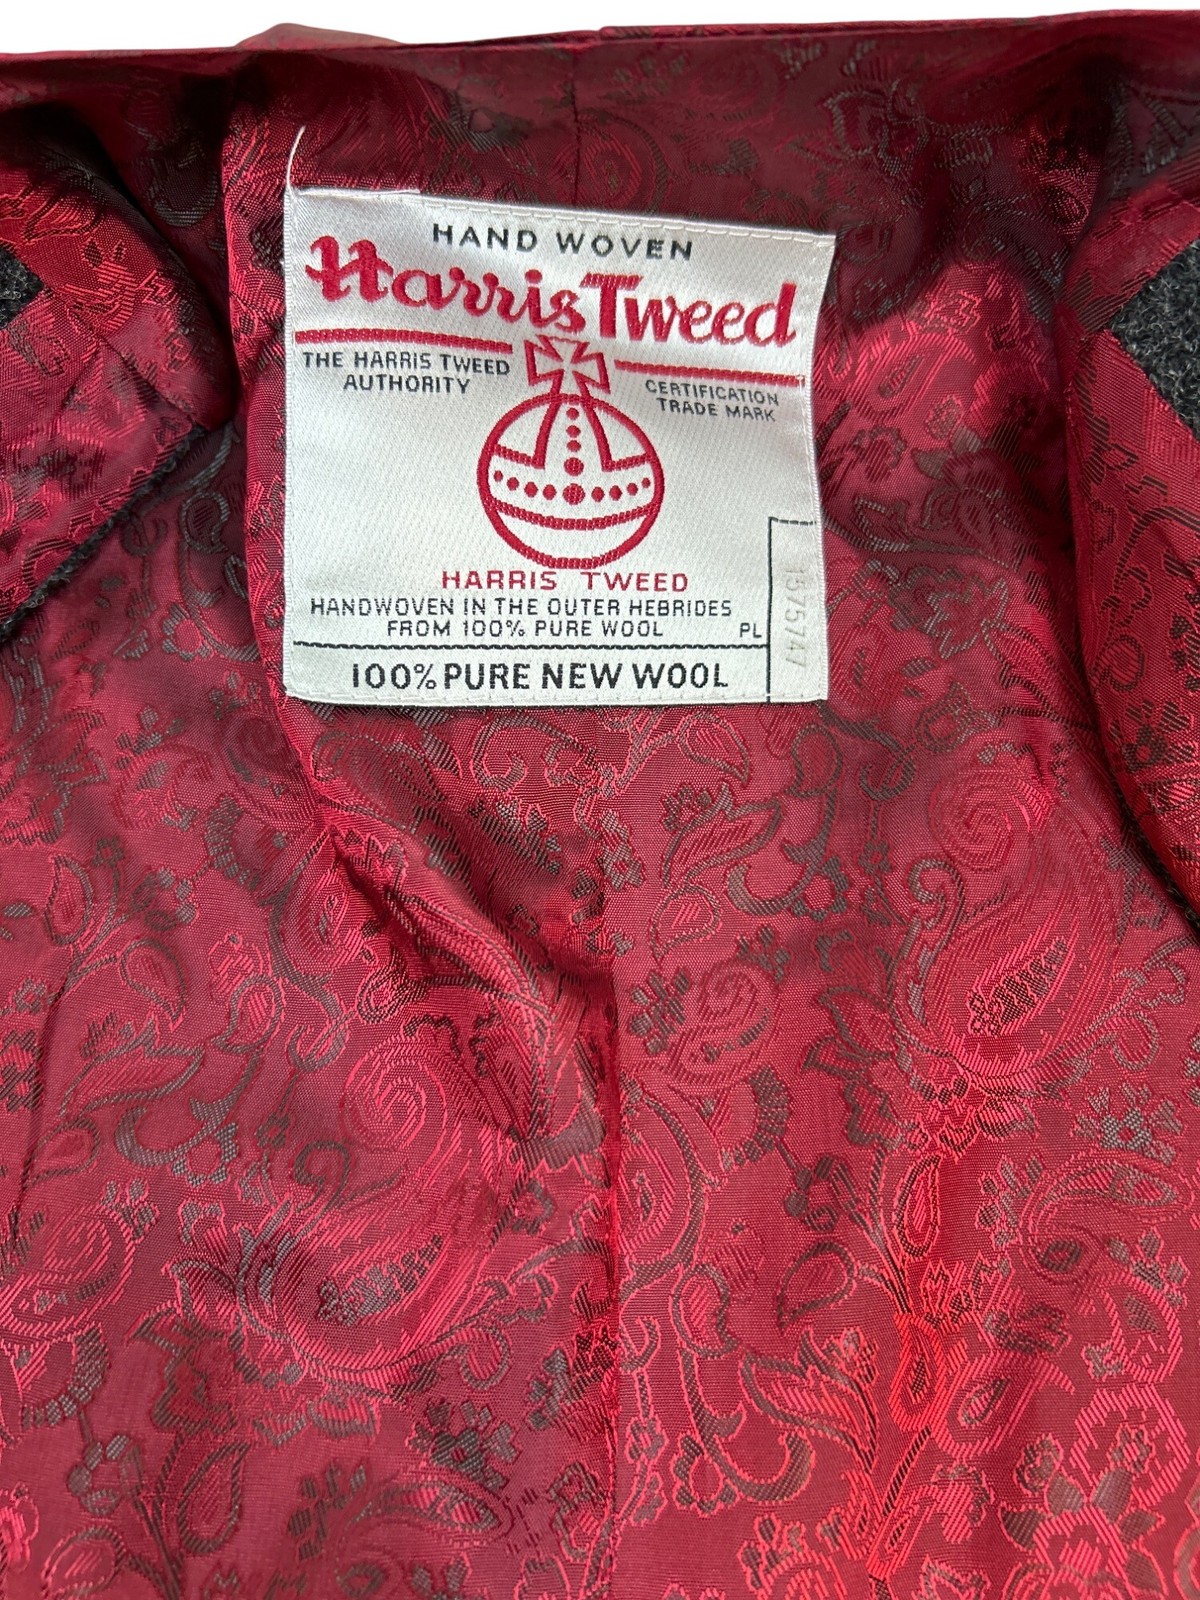 HAND WOVEN
Harris Tweed
THE HARRIS TWEED
AUTHORITY
CERTIFICATION
TRADE MARK
HARRIS TWEED
HANDWOVEN IN THE OUTER HEBRIDES
FROM 100% PURE WOOL
PL
1575747
100% PURE NEW WOOL